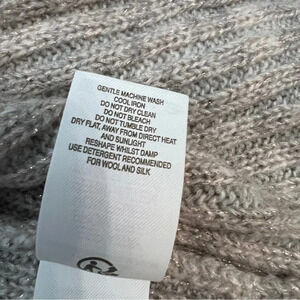 GENTLE MACHINE WASH
COOL IRON
DO NOT DRY CLEAN
DO NOT BLEACH
DO NOT TUMBLE DRY
DRY FLAT, AWAY FROM DIRECT HEAT
AND SUNLIGHT
RESHAPE WHILST DAMP
USE DETERGENT RECOMMENDED
FOR WOOL AND SILK